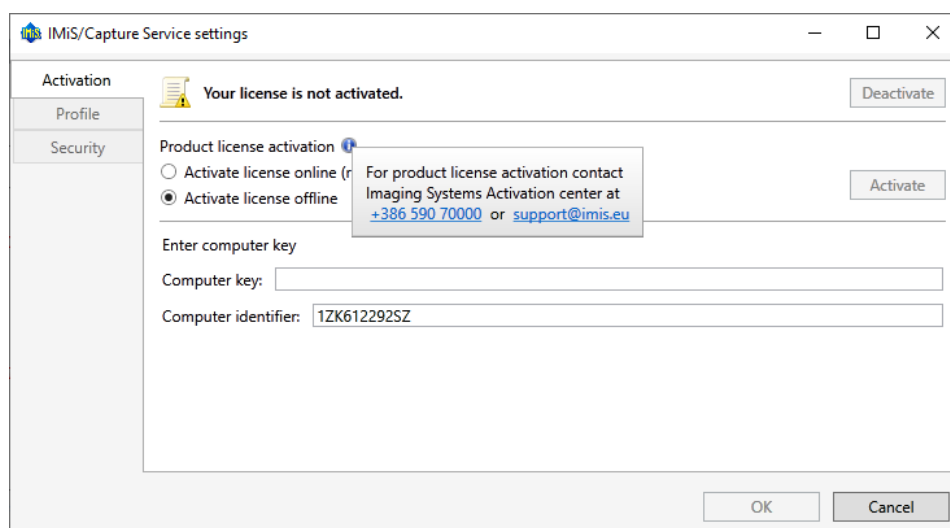 IMiS/Capture Service settings
Activation
Profile
Security
Your license is not activated.
Deactivate
Product license activation
Activate license online (r
Activate license offline
For product license activation contact
Imaging Systems Activation center at
+386 590 70000 or support@imis.eu
Activate
Enter computer key
Computer key:
Computer identifier: 1ZK612292SZ
OK
Cancel